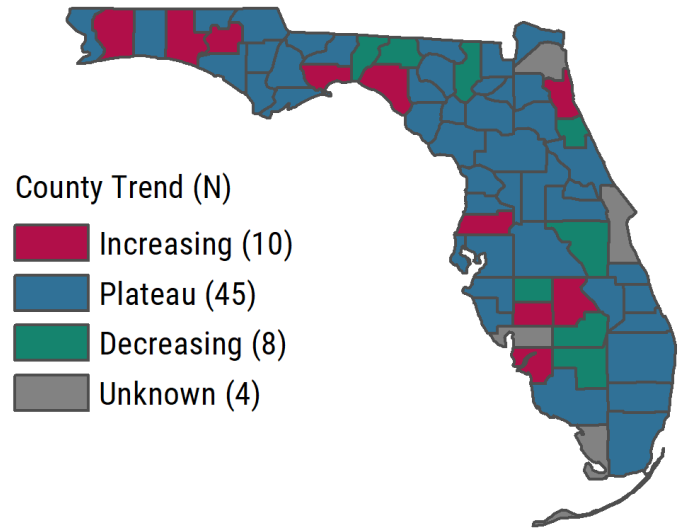 County Trend (N)
Increasing (10)
Plateau (45)
Decreasing (8)
Unknown (4)